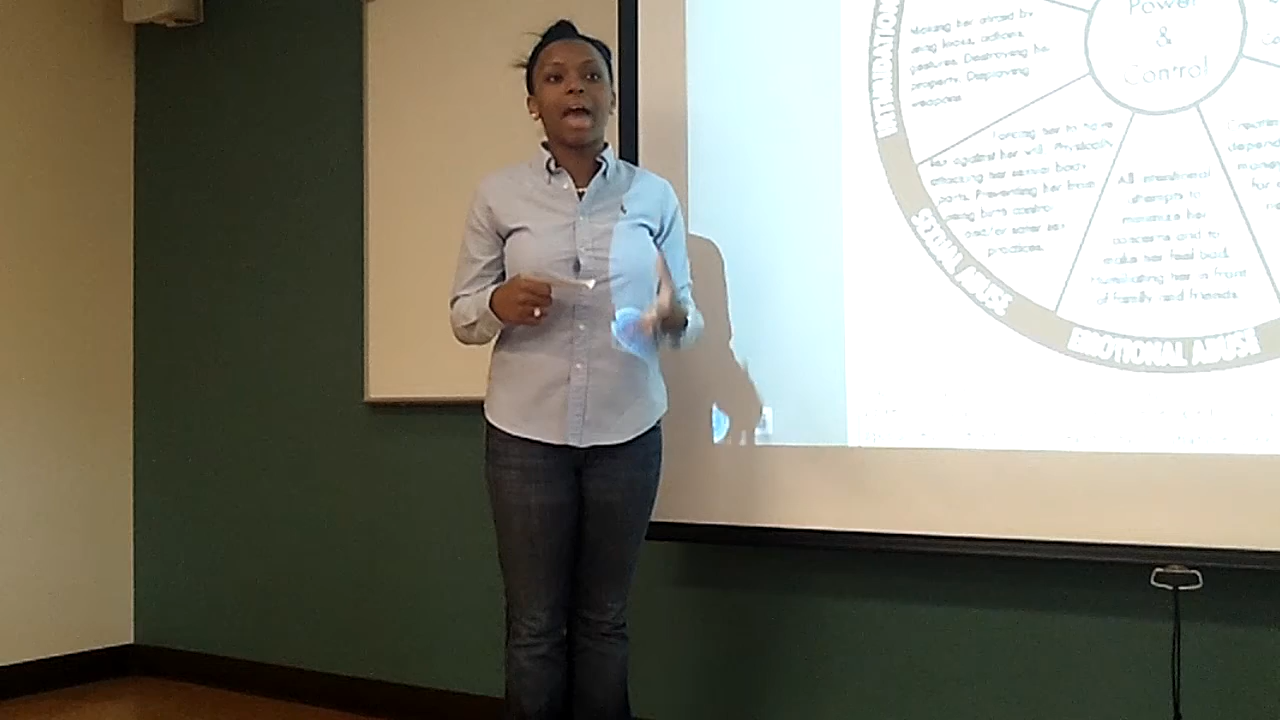 INTIMIDATION
Making her afraid by
using looks, actions,
gestures. Destroying her
property. Displaying
weapons.
Power
&
Control
Forcing her to have
sex against her will. Physically
attacking her sexual body
parts. Preventing her from
using birth control
and/or safer sex
practices.
SEXUAL ABUSE
All intentional
attempts to
minimize her
concerns and to
make her feel bad.
Humiliating her in front
of family and friends.
EMOTIONAL ABUSE